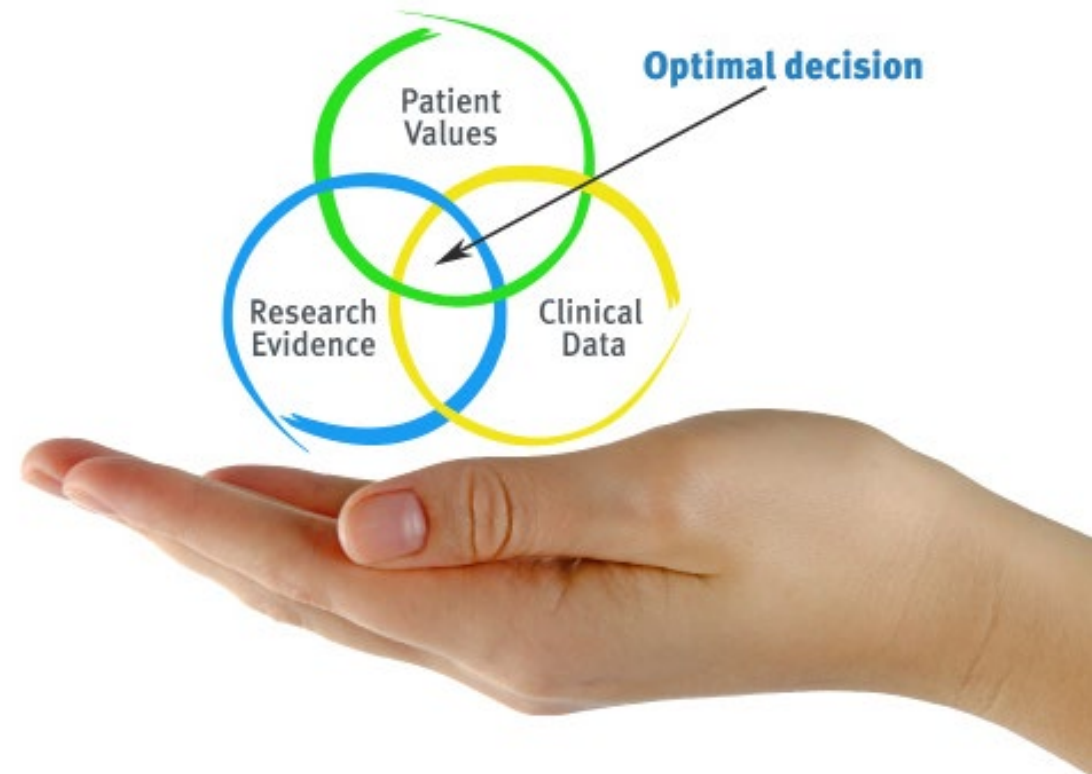 Optimal decision
Patient
Values
Research
Evidence
Clinical
Data